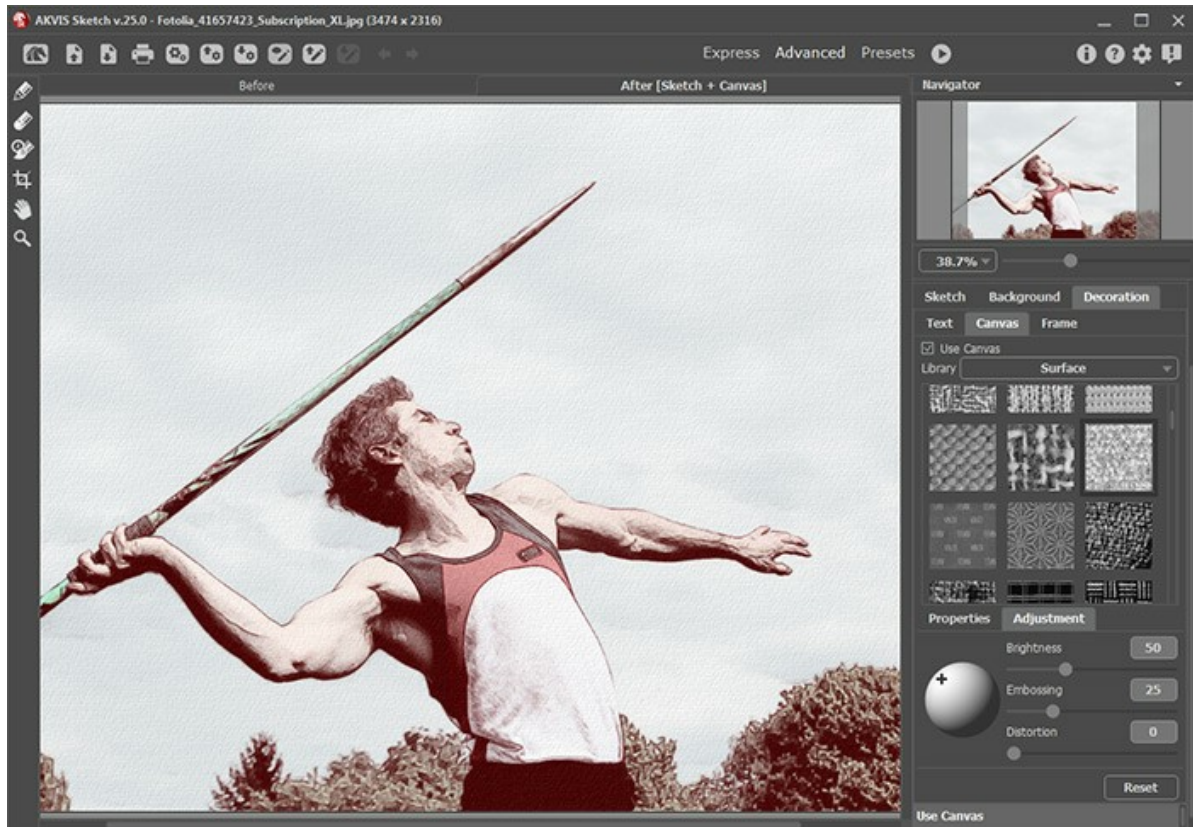 AKVIS Sketch v.25.0 - Fotolia_41657423_Subscription_XL.jpg (3474 x 2316)
Express Advanced Presets
Before
After [Sketch + Canvas]
Navigator
38.7%
Sketch Background Decoration
Text Canvas Frame
Use Canvas
Library Surface
Properties Adjustment
Brightness 50
Embossing 25
Distortion 0
Reset
Use Canvas